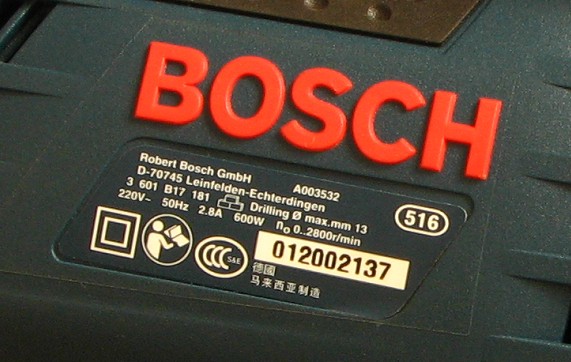 BOSCH
Robert Bosch GmbH A003532
D-70745 Leinfelden-Echterdingen
3 601 B17 181 Drilling Ø max.mm 13
220V~ 50Hz 2.8A 600W n₀ 0..2800r/min
516
CCC S&E
012002137
德國
马来西亚制造